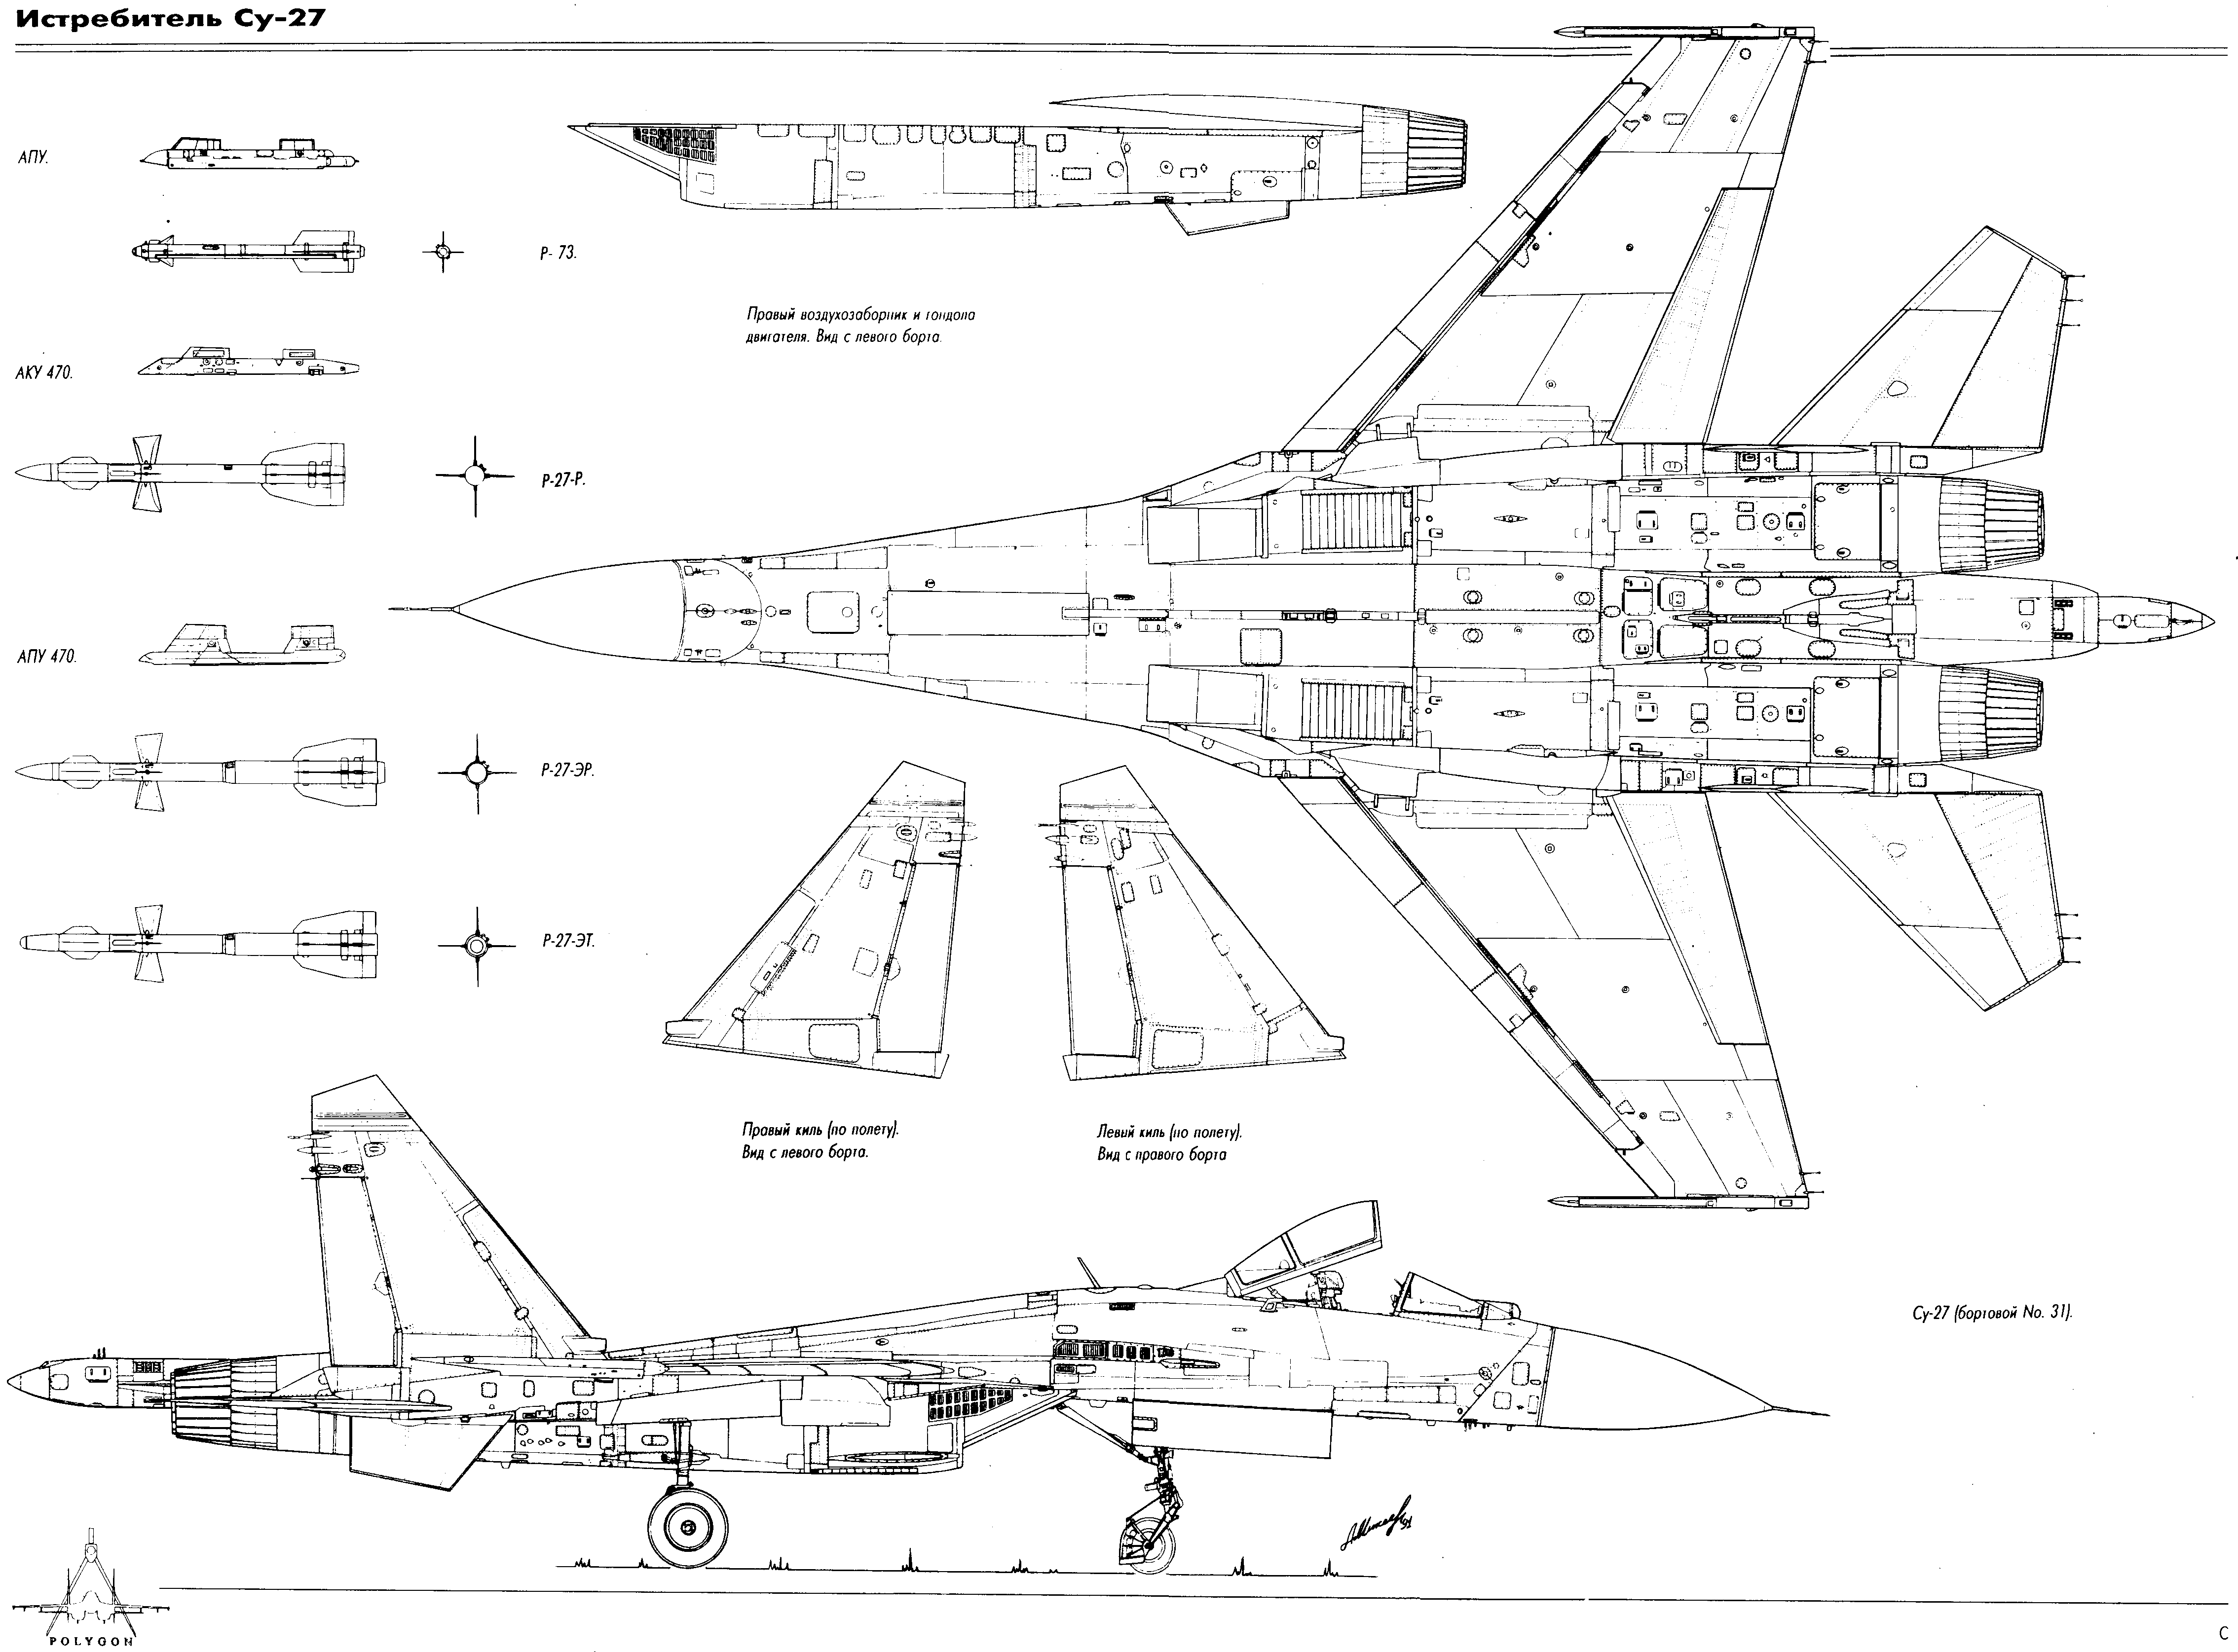 Истребитель Су-27
АПУ.
Р- 73.
Правый воздухозаборник и гондола
двигателя. Вид с левого борта.
АКУ 470.
Р-27-Р.
АПУ 470.
Р-27-ЭР.
Р-27-ЭТ.
Правый киль (по полету).
Вид с левого борта.
Левый киль (по полету).
Вид с правого борта
Су-27 (бортовой No. 31).
91
POLYGON
С